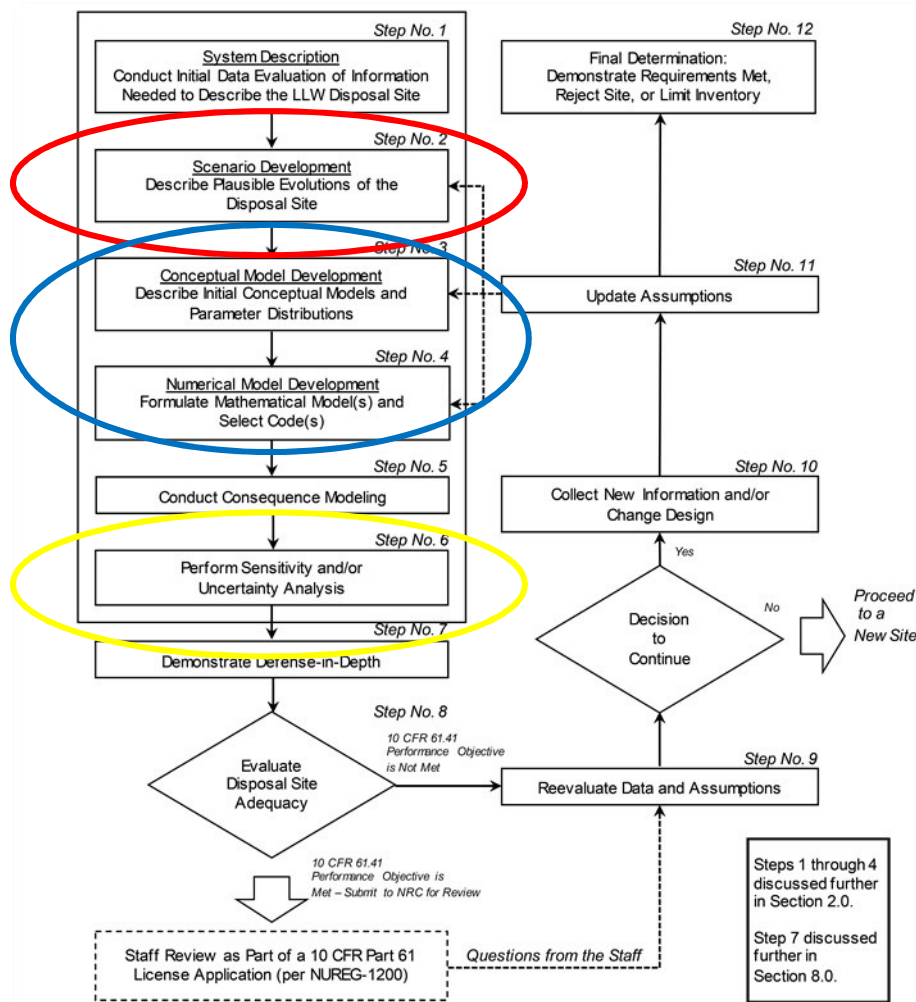 Step No. 1
System Description
Conduct Initial Data Evaluation of Information
Needed to Describe the LLW Disposal Site
Step No. 2
Scenario Development
Describe Plausible Evolutions of the
Disposal Site
Step No. 3
Conceptual Model Development
Describe Initial Conceptual Models and
Parameter Distributions
Step No. 4
Numerical Model Development
Formulate Mathematical Model(s) and
Select Code(s)
Step No. 5
Conduct Consequence Modeling
Step No. 6
Perform Sensitivity and/or
Uncertainty Analysis
Step No. 7
Demonstrate Defense-in-Depth
Step No. 8
Evaluate
Disposal Site
Adequacy
10 CFR 61.41
Performance Objective
is Not Met
10 CFR 61.41
Performance Objective is
Met – Submit to NRC for Review
Staff Review as Part of a 10 CFR Part 61
License Application (per NUREG-1200)
Questions from the Staff
Step No. 9
Reevaluate Data and Assumptions
Decision
to
Continue
No
Proceed
to a
New Site
Yes
Step No. 10
Collect New Information and/or
Change Design
Step No. 11
Update Assumptions
Step No. 12
Final Determination:
Demonstrate Requirements Met,
Reject Site, or Limit Inventory
Steps 1 through 4
discussed further
in Section 2.0.
Step 7 discussed
further in
Section 8.0.